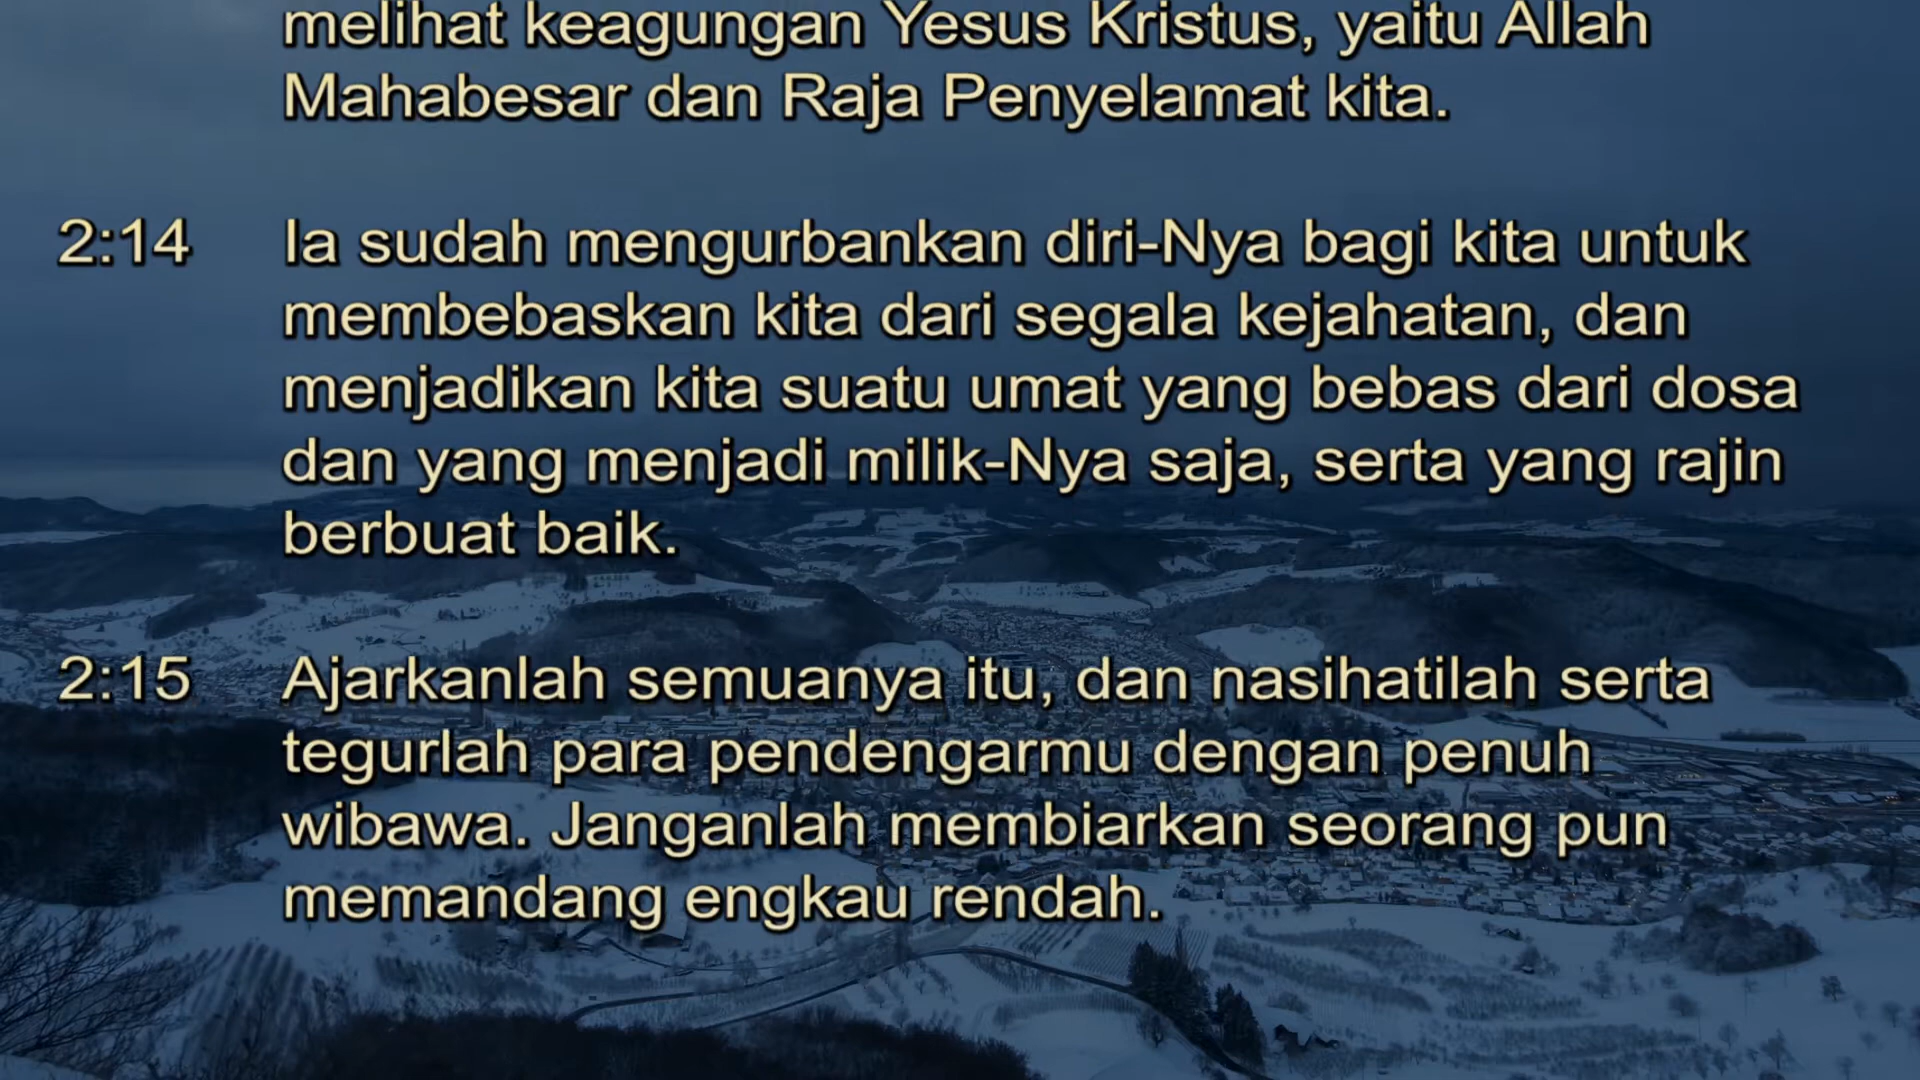 melihat keagungan Yesus Kristus, yaitu Allah
Mahabesar dan Raja Penyelamat kita.
2:14 Ia sudah mengurbankan diri-Nya bagi kita untuk
membebaskan kita dari segala kejahatan, dan
menjadikan kita suatu umat yang bebas dari dosa
dan yang menjadi milik-Nya saja, serta yang rajin
berbuat baik.
2:15 Ajarkanlah semuanya itu, dan nasihatilah serta
tegurlah para pendengarmu dengan penuh
wibawa. Janganlah membiarkan seorang pun
memandang engkau rendah.